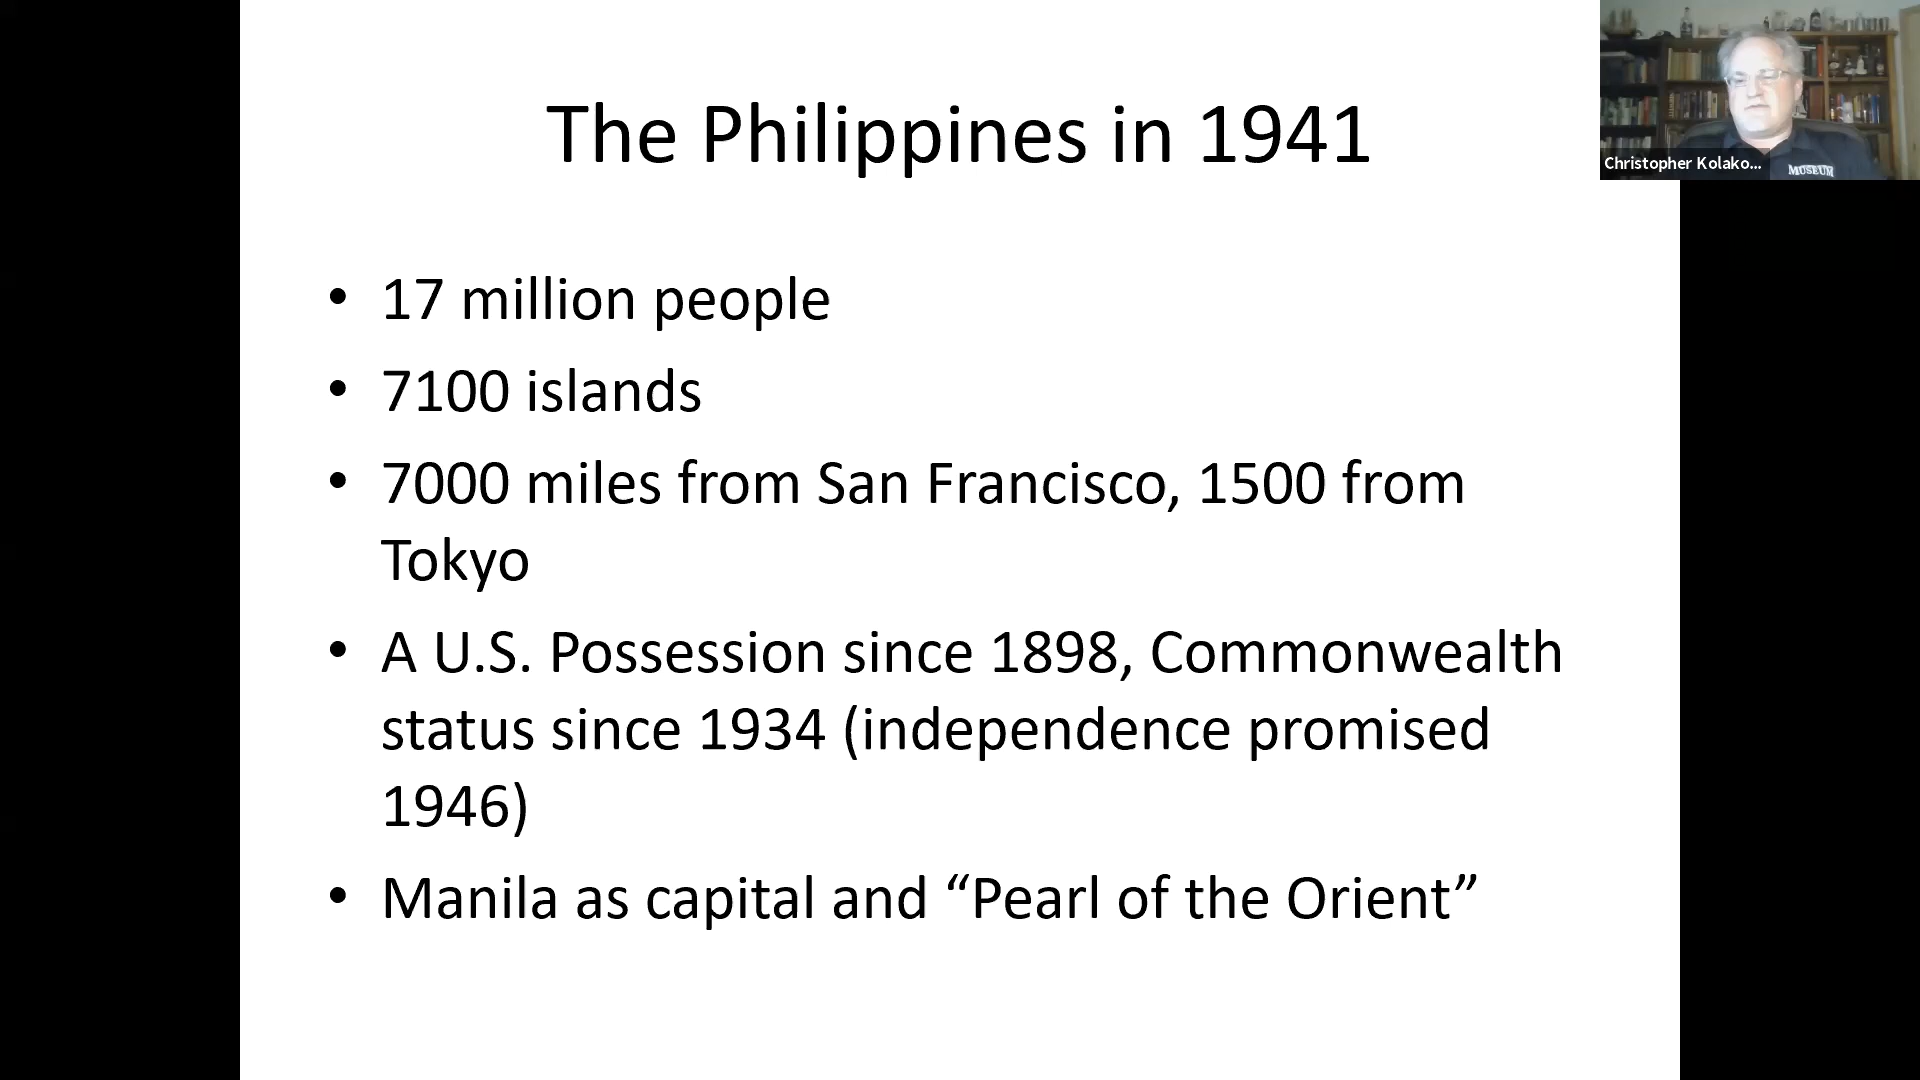 The Philippines in 1941
Christopher Kolako...
MUSEUM
• 17 million people
• 7100 islands
• 7000 miles from San Francisco, 1500 from
Tokyo
• A U.S. Possession since 1898, Commonwealth
status since 1934 (independence promised
1946)
• Manila as capital and “Pearl of the Orient”